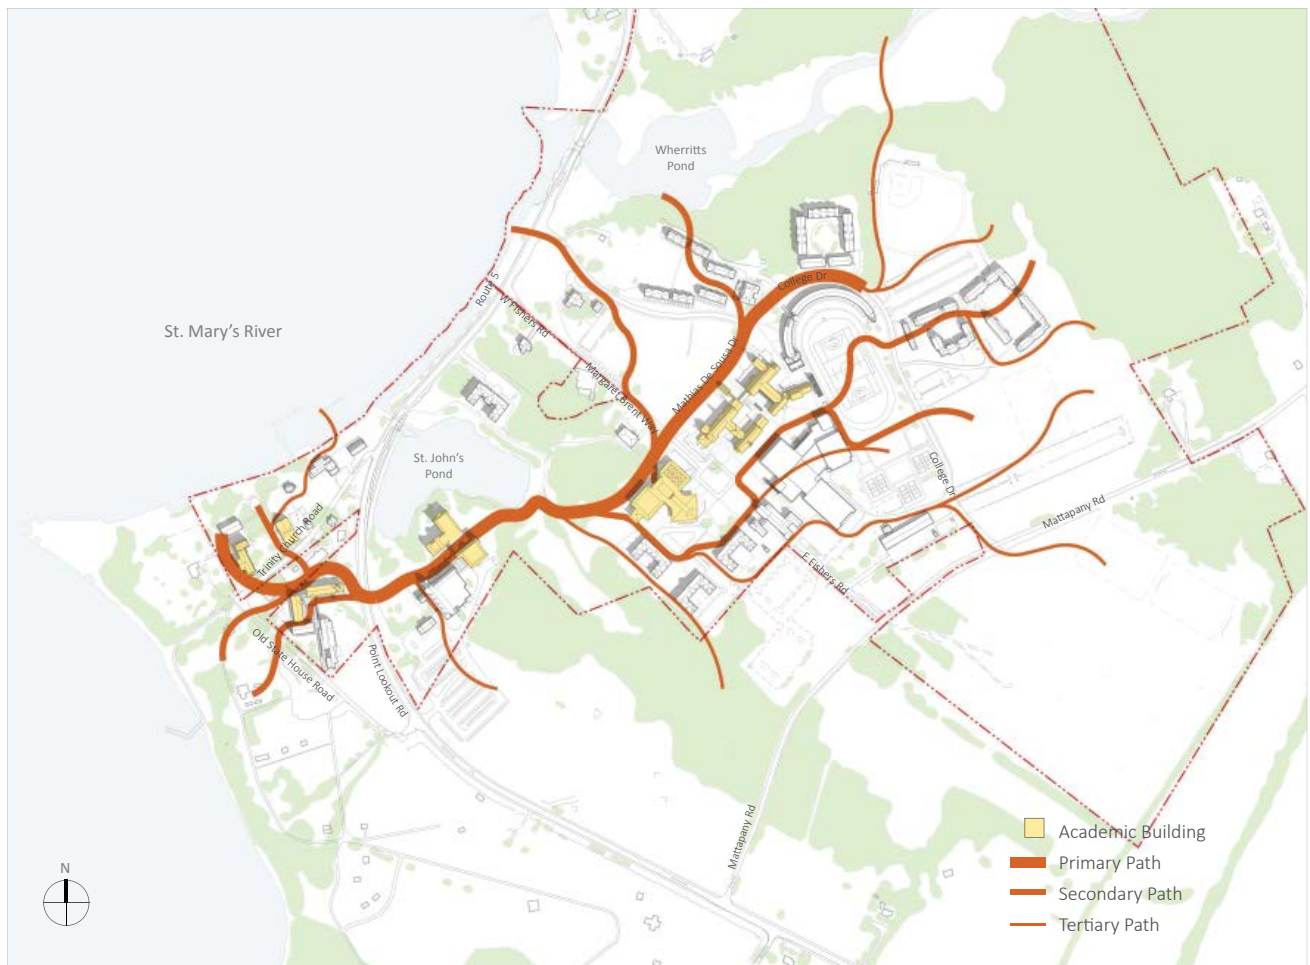 Wherritts
Pond
College Dr
Route 5
W Fishers Rd
St. Mary's River
Mathias De Sousa Dr
Margaret Brent Way
St. John's
Pond
College Dr
Trinity Church Road
Mattapany Rd
E Fishers Rd
Old State House Road
Point Lookout Rd
Mattapany Rd
Academic Building
Primary Path
Secondary Path
Tertiary Path
N